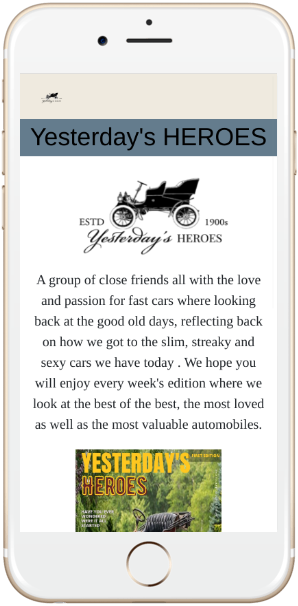 Yesterday's HEROES
ESTD 1900s
Yesterday's HEROES
A group of close friends all with the love
and passion for fast cars where looking
back at the good old days, reflecting back
on how we got to the slim, streaky and
sexy cars we have today . We hope you
will enjoy every week's edition where we
look at the best of the best, the most loved
as well as the most valuable automobiles.
YESTERDAY'S
HEROES